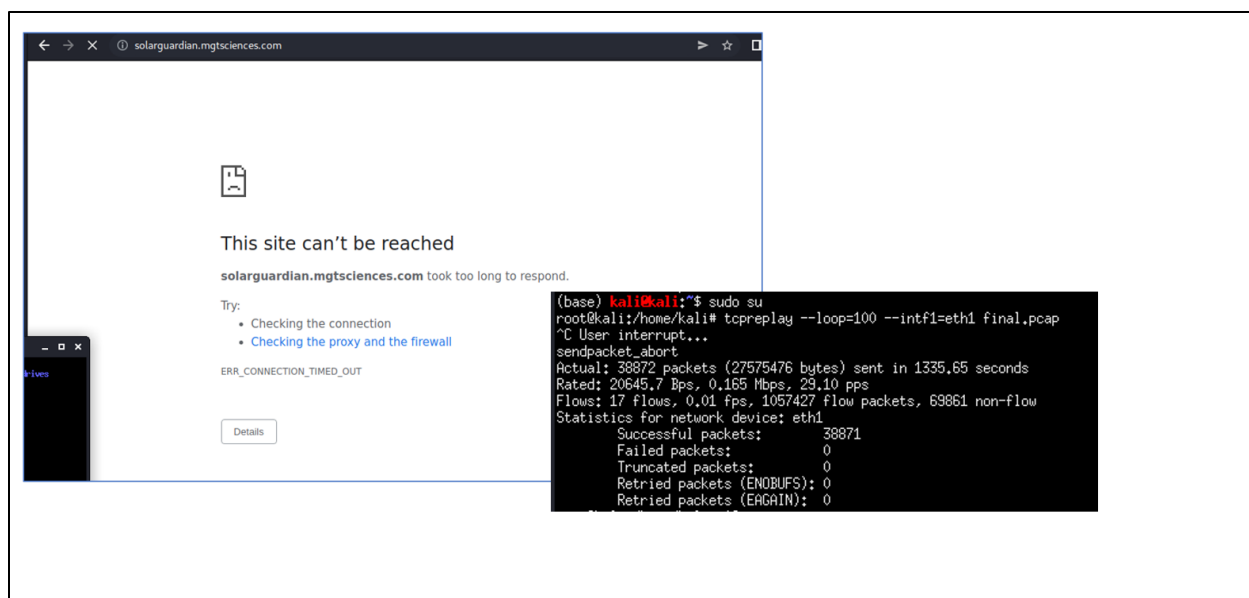 solarguardian.mgtsciences.com
This site can't be reached
solarguardian.mgtsciences.com took too long to respond.
Try:
• Checking the connection
• Checking the proxy and the firewall
ERR_CONNECTION_TIMED_OUT
Details
rives
(base) kali@kali:~$ sudo su
root@kali:/home/kali# tcpreplay --loop=100 --intf1=eth1 final.pcap
^C User interrupt...
sendpacket_abort
Actual: 38872 packets (27575476 bytes) sent in 1335.65 seconds
Rated: 20645.7 Bps, 0.165 Mbps, 29.10 pps
Flows: 17 flows, 0.01 fps, 1057427 flow packets, 69861 non-flow
Statistics for network device: eth1
Successful packets: 38871
Failed packets: 0
Truncated packets: 0
Retried packets (ENOBUFS): 0
Retried packets (EAGAIN): 0